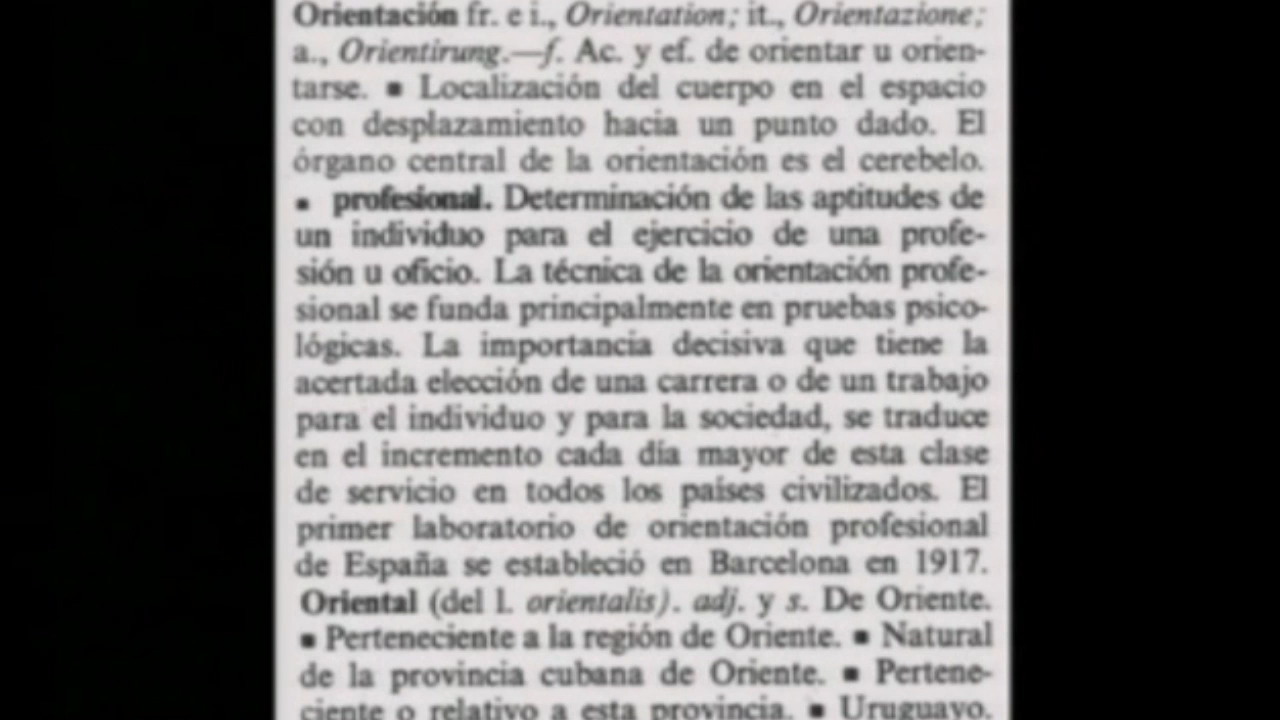 Orientación fr. e i., Orientation; it., Orientazione;
a., Orientirung.—f. Ac. y ef. de orientar u orien-
tarse. ■ Localización del cuerpo en el espacio
con desplazamiento hacia un punto dado. El
órgano central de la orientación es el cerebelo.
■ profesional. Determinación de las aptitudes de
un individuo para el ejercicio de una profe-
sión u oficio. La técnica de la orientación profe-
sional se funda principalmente en pruebas psico-
lógicas. La importancia decisiva que tiene la
acertada elección de una carrera o de un trabajo
para el individuo y para la sociedad, se traduce
en el incremento cada día mayor de esta clase
de servicio en todos los países civilizados. El
primer laboratorio de orientación profesional
de España se estableció en Barcelona en 1917.
Oriental (del l. orientalis). adj. y s. De Oriente.
■ Perteneciente a la región de Oriente. ■ Natural
de la provincia cubana de Oriente. ■ Pertene-
ciente o relativo a esta provincia. ■ Uruguayo.